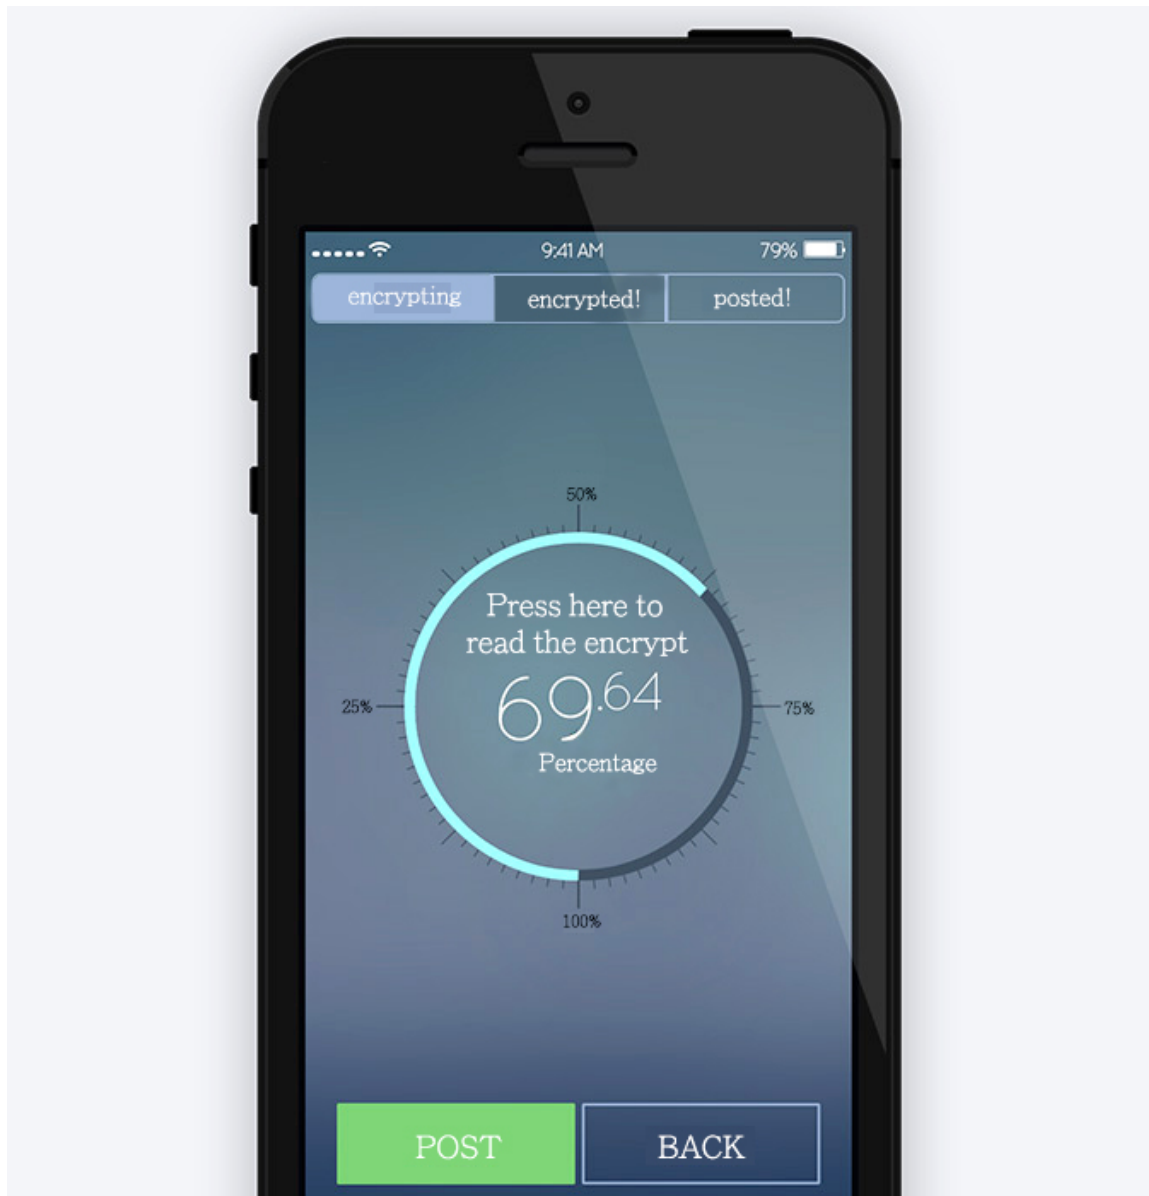 9:41 AM 79%
encrypting encrypted! posted!
50%
Press here to
read the encrypt
69.64
25% 75%
Percentage
100%
POST BACK